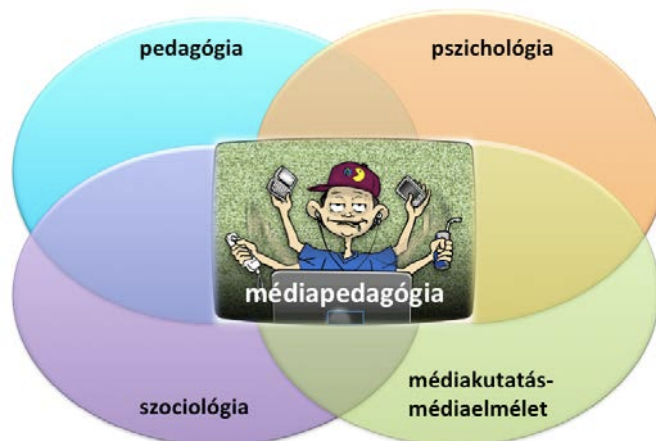 pedagógia
pszichológia
médiapedagógia
szociológia
médiakutatás-
médiaelmélet